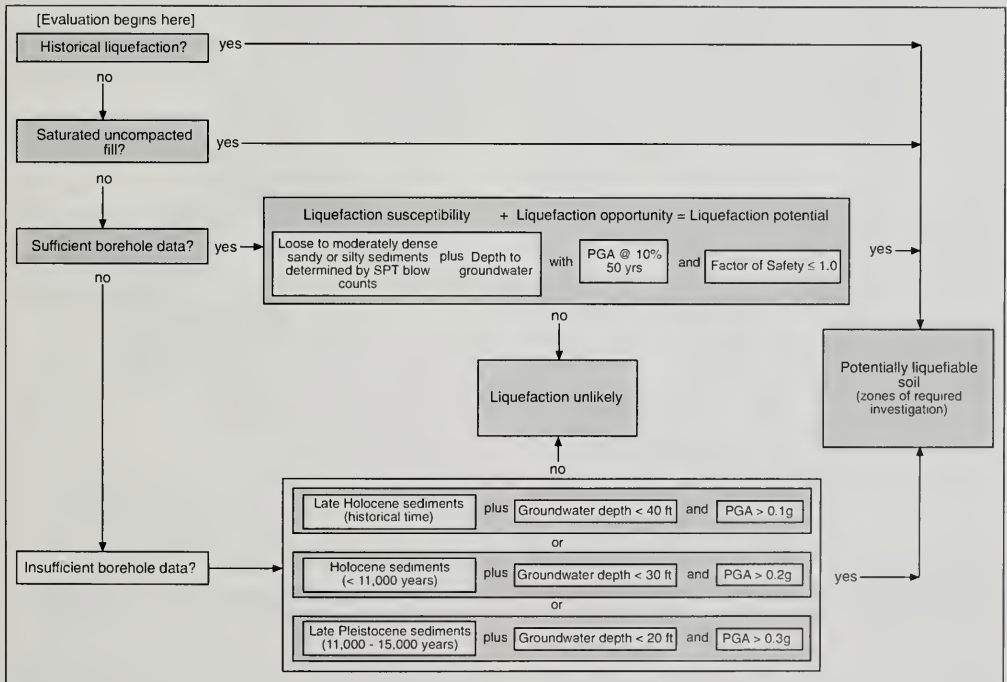 [Evaluation begins here]
Historical liquefaction?
yes
no
Saturated uncompacted
fill?
yes
no
Sufficient borehole data?
yes
Liquefaction susceptibility + Liquefaction opportunity = Liquefaction potential
Loose to moderately dense
sandy or silty sediments
determined by SPT blow
counts
plus
Depth to
groundwater
with
PGA @ 10%
50 yrs
and
Factor of Safety ≤ 1.0
yes
no
no
Liquefaction unlikely
no
Potentially liquefiable
soil
(zones of required
investigation)
Insufficient borehole data?
Late Holocene sediments
(historical time)
plus
Groundwater depth < 40 ft
and
PGA > 0.1g
or
Holocene sediments
(< 11,000 years)
plus
Groundwater depth < 30 ft
and
PGA > 0.2g
yes
or
Late Pleistocene sediments
(11,000 - 15,000 years)
plus
Groundwater depth < 20 ft
and
PGA > 0.3g